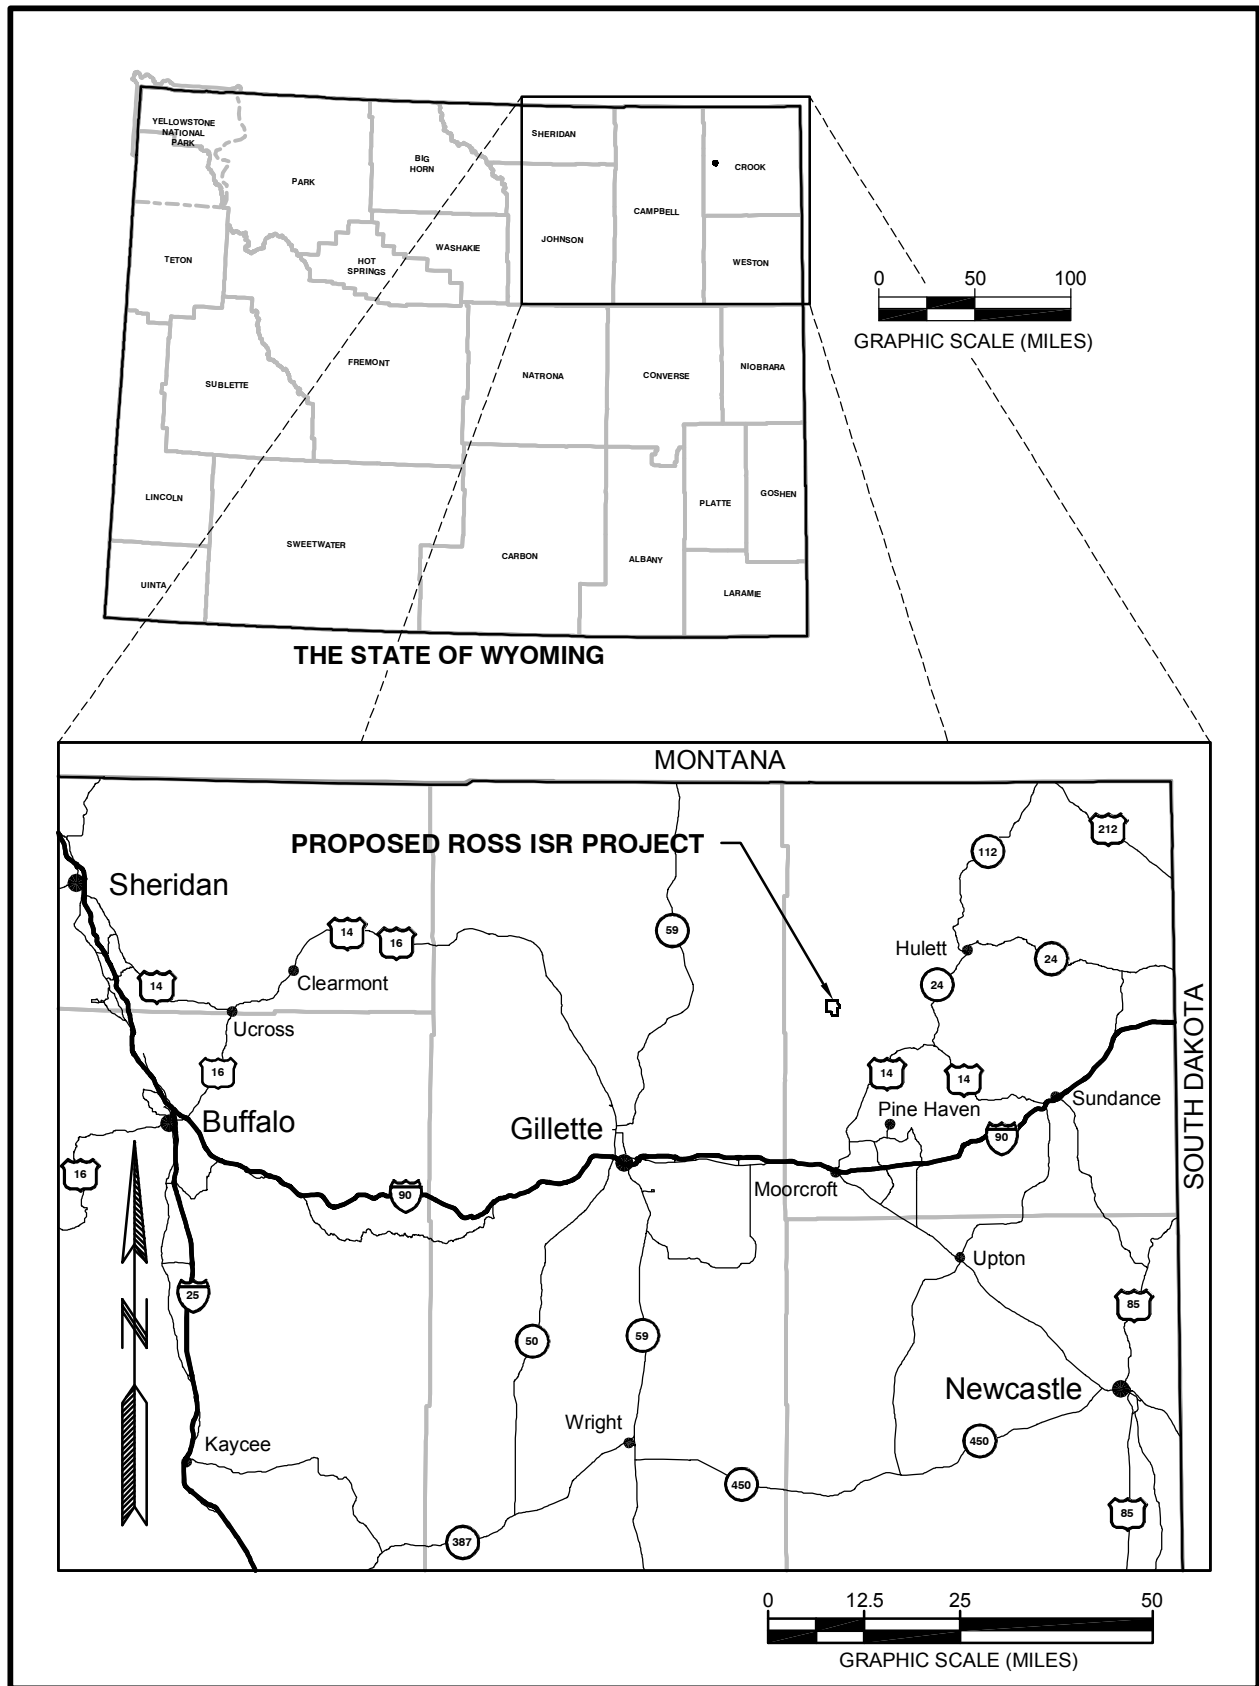 YELLOWSTONE
NATIONAL
PARK
SHERIDAN
BIG
HORN
CROOK
PARK
CAMPBELL
JOHNSON
WASHAKIE
TETON
HOT
SPRINGS
WESTON
0 50 100
GRAPHIC SCALE (MILES)
FREMONT
NIOBRARA
NATRONA
CONVERSE
SUBLETTE
LINCOLN
PLATTE
GOSHEN
SWEETWATER
CARBON
ALBANY
UINTA
LARAMIE
THE STATE OF WYOMING
MONTANA
212
PROPOSED ROSS ISR PROJECT
112
Sheridan
14
16
59
Hulett
24
Clearmont
24
14
Ucross
SOUTH DAKOTA
16
14
14
Sundance
Pine Haven
Buffalo
Gillette
90
16
90
Moorcroft
Upton
25
85
N
50
59
Newcastle
Wright
Kaycee
450
450
85
387
0 12.5 25 50
GRAPHIC SCALE (MILES)